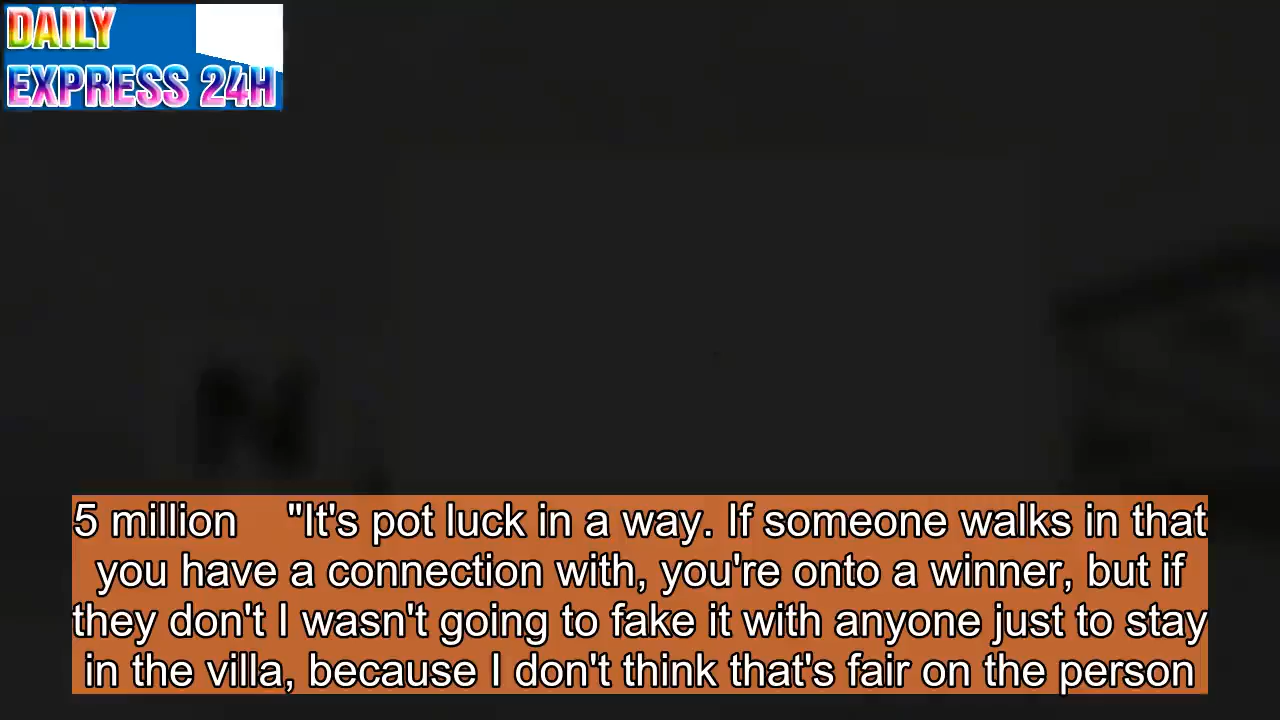 DAILY
EXPRESS 24H
5 million    "It's pot luck in a way. If someone walks in that
you have a connection with, you're onto a winner, but if
they don't I wasn't going to fake it with anyone just to stay
in the villa, because I don't think that's fair on the person